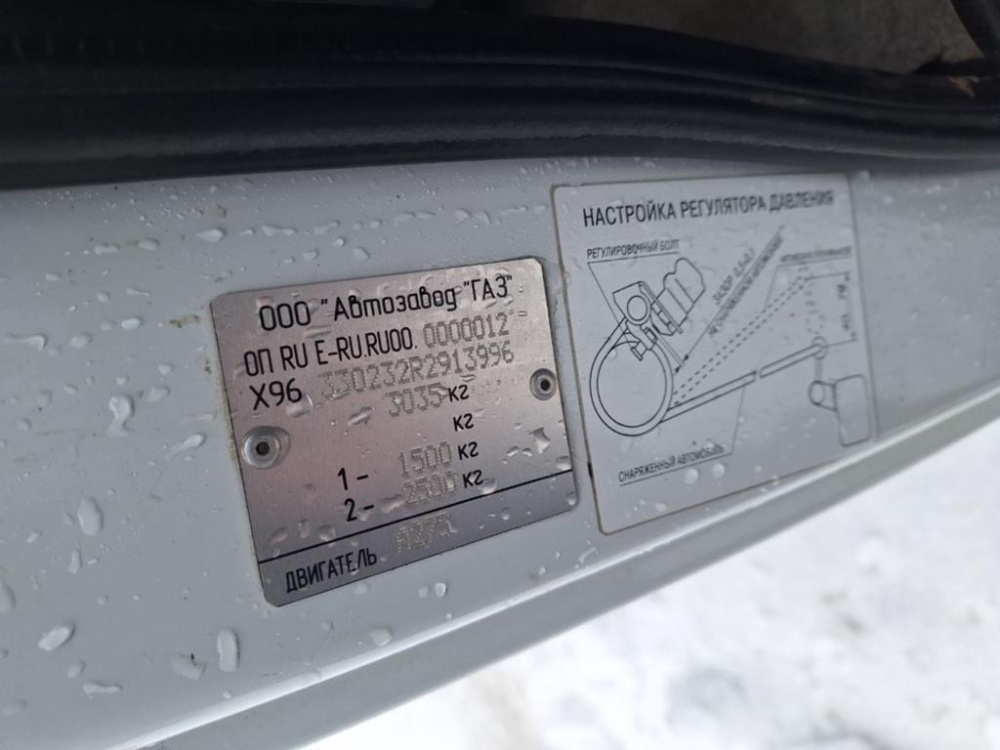 ООО "Автозавод "ГАЗ"
ОП RU E-RU.RU00. 0000012
X96 330232R2913996
3035 кг
кг
1- 1500 кг
2- 2500 кг
ДВИГАТЕЛЬ А275
НАСТРОЙКА РЕГУЛЯТОРА ДАВЛЕНИЯ
РЕГУЛИРОВОЧНЫЙ БОЛТ
СНАРЯЖЕННЫЙ АВТОМОБИЛЬ